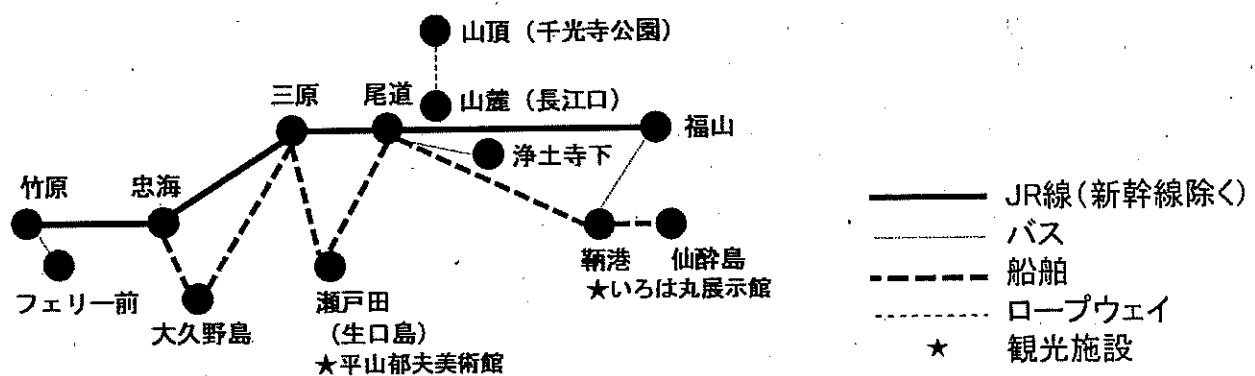 山頂（千光寺公園）
山麓（長江口）
三原
尾道
福山
浄土寺下
竹原
忠海
フェリー前
大久野島
瀬戸田
（生口島）
★平山郁夫美術館
鞆港
仙酔島
★いろは丸展示館
JR線（新幹線除く）
バス
船舶
ロープウェイ
★ 観光施設